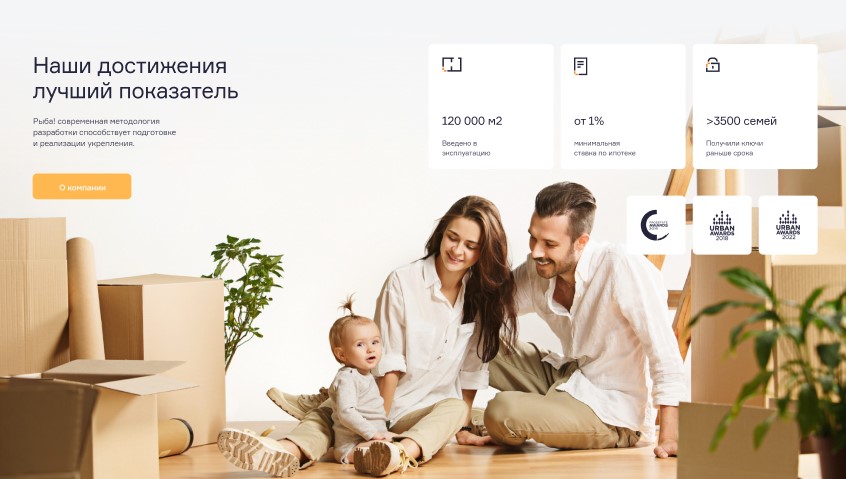 Наши достижения
лучший показатель
Рыба! современная методология
разработки способствует подготовке
и реализации укрепления.
О компании
120 000 м2
Введено в
эксплуатацию
от 1%
минимальная
ставка по ипотеке
>3500 семей
Получили ключи
раньше срока
AWARDS
URBAN
AWARDS
2018
URBAN
AWARDS
2022